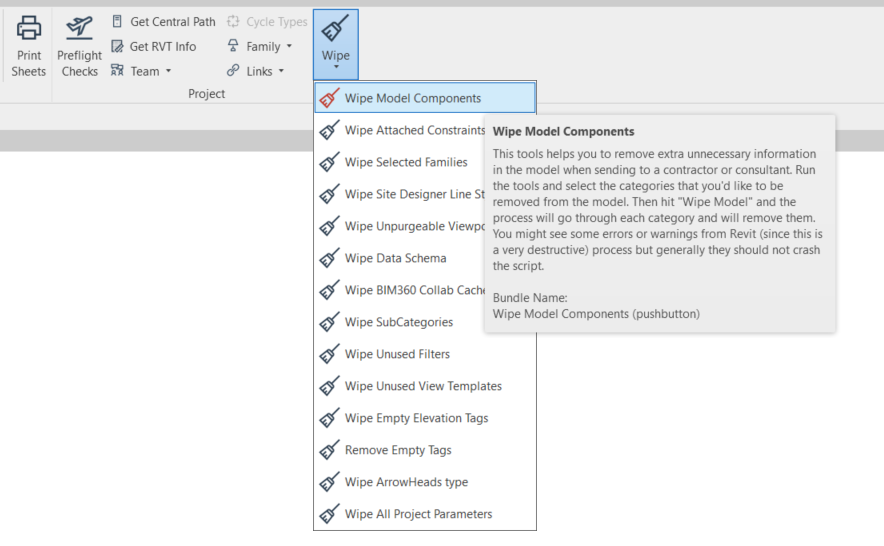 Print
Sheets
Preflight
Checks
Get Central Path
Get RVT Info
Team
Cycle Types
Family
Links
Project
Wipe
Wipe Model Components
Wipe Attached Constraints
Wipe Selected Families
Wipe Site Designer Line St
Wipe Unpurgeable Viewpo
Wipe Data Schema
Wipe BIM360 Collab Cache
Wipe SubCategories
Wipe Unused Filters
Wipe Unused View Templates
Wipe Empty Elevation Tags
Remove Empty Tags
Wipe ArrowHeads type
Wipe All Project Parameters
Wipe Model Components
This tools helps you to remove extra unnecessary information
in the model when sending to a contractor or consultant. Run
the tools and select the categories that you'd like to be
removed from the model. Then hit "Wipe Model" and the
process will go through each category and will remove them.
You might see some errors or warnings from Revit (since this is
a very destructive) process but generally they should not crash
the script.
Bundle Name:
Wipe Model Components (pushbutton)